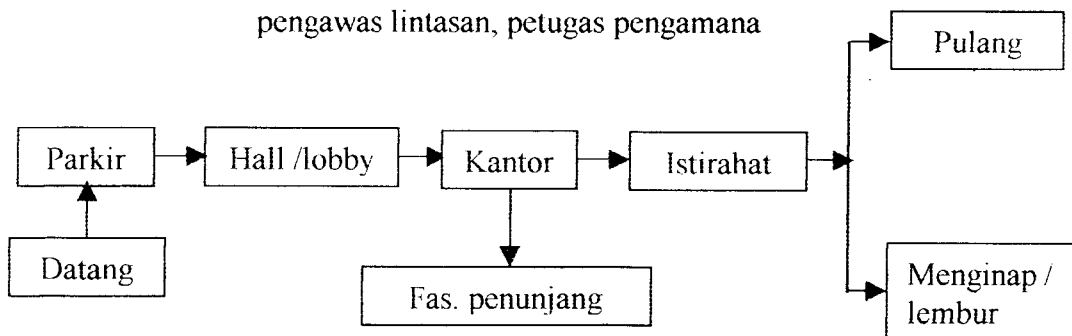 pengawas lintasan, petugas pengamana
Pulang
Parkir
Hall /lobby
Kantor
Istirahat
Datang
Fas. penunjang
Menginap /
lembur